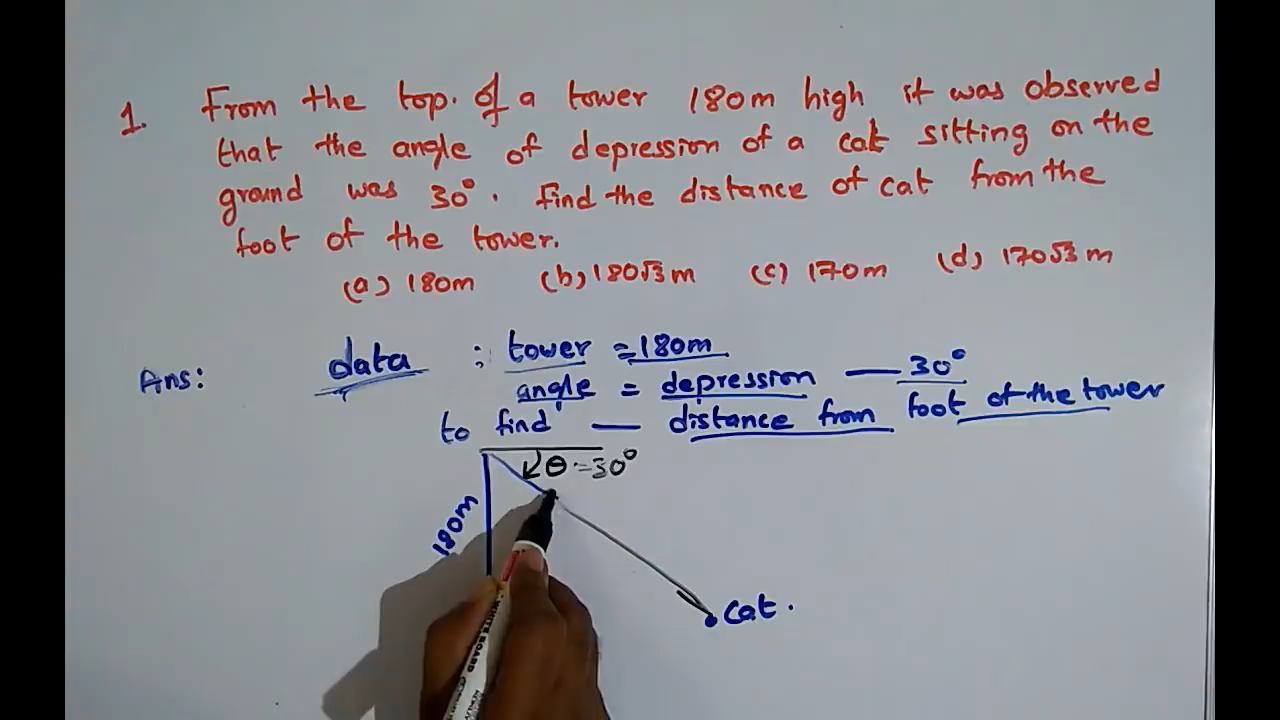 1. From the top. of a tower 180m high it was observed
that the angle of depression of a cat sitting on the
ground was 30°. Find the distance of cat from the
foot of the tower.
(a) 180m (b) 180√3 m (c) 170m (d) 170√3 m
Ans: data : tower = 180m
angle = depression — 30°
to find — distance from foot of the tower
θ = 30°
180m
cat.
WHITE BOARD